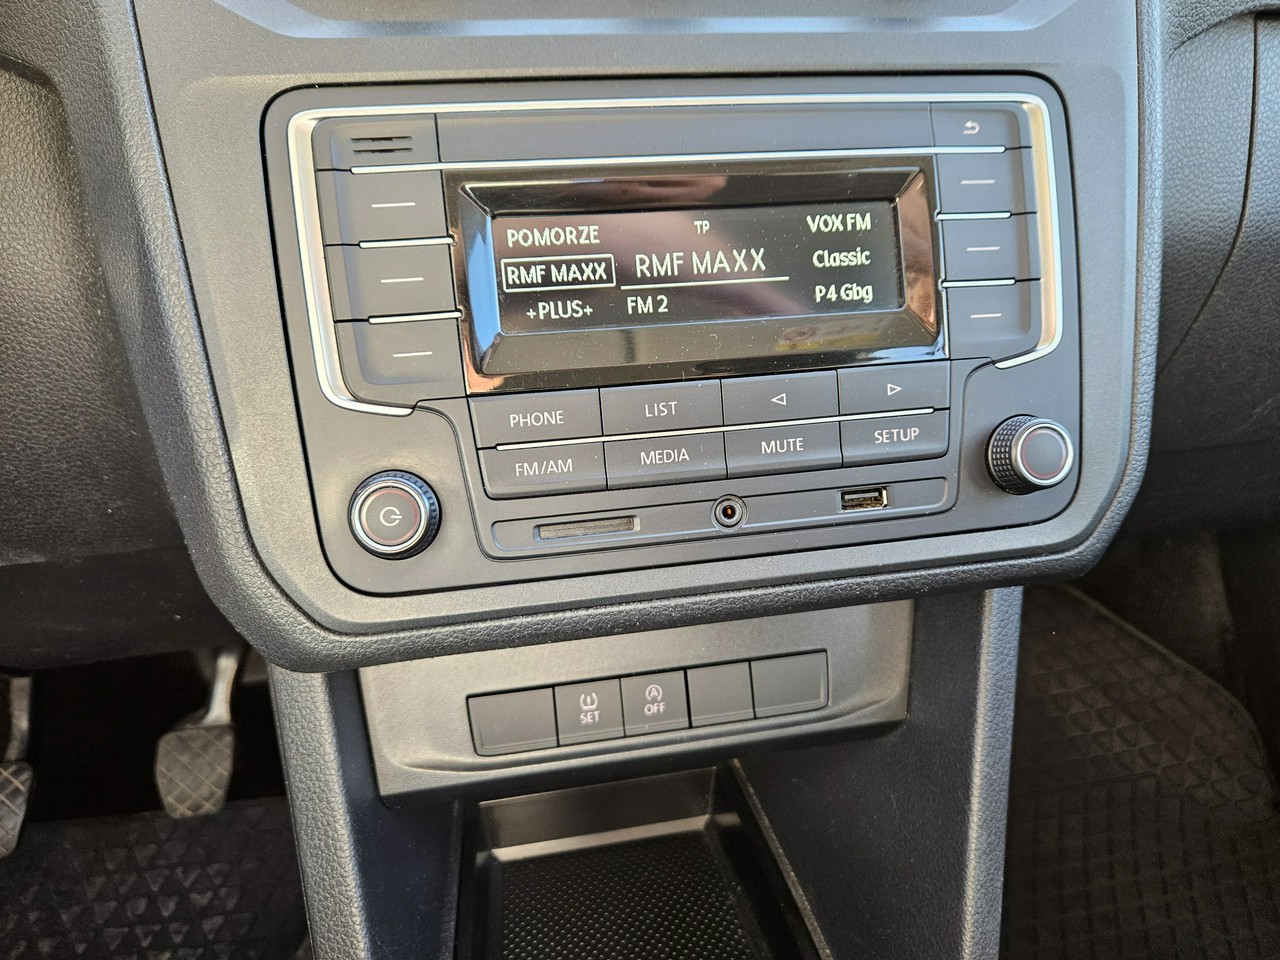 POMORZE
TP
VOX FM
RMF MAXX
RMF MAXX
Classic
+PLUS+
FM 2
P4 Gbg
PHONE
LIST
FM/AM
MEDIA
MUTE
SETUP
SET
A
OFF